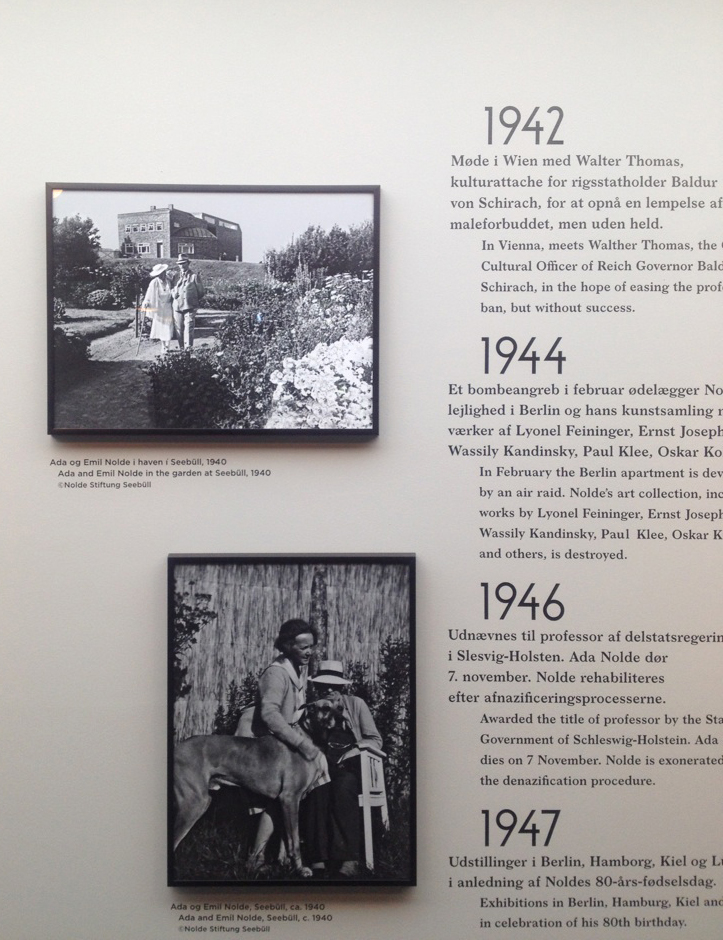 1942
Møde i Wien med Walter Thomas,
kulturattache for rigsstatholder Baldur
von Schirach, for at opnå en lempelse af
maleforbuddet, men uden held.
In Vienna, meets Walther Thomas, the
Cultural Officer of Reich Governor Bald
Schirach, in the hope of easing the prof
ban, but without success.
1944
Et bombeangreb i februar ødelægger No
lejlighed i Berlin og hans kunstsamling
værker af Lyonel Feininger, Ernst Joseph
Wassily Kandinsky, Paul Klee, Oskar Ko
In February the Berlin apartment is dev
by an air raid. Nolde's art collection, inc
works by Lyonel Feininger, Ernst Joseph
Wassily Kandinsky, Paul Klee, Oskar K
and others, is destroyed.
1946
Udnævnes til professor af delstatsregerin
i Slesvig-Holsten. Ada Nolde dør
7. november. Nolde rehabiliteres
efter afnazificeringsprocesserne.
Awarded the title of professor by the Sta
Government of Schleswig-Holstein. Ada
dies on 7 November. Nolde is exonerated
the denazification procedure.
1947
Udstillinger i Berlin, Hamborg, Kiel og Lu
i anledning af Noldes 80-års-fødselsdag.
Exhibitions in Berlin, Hamburg, Kiel and
in celebration of his 80th birthday.
Ada og Emil Nolde i haven i Seebüll, 1940
Ada and Emil Nolde in the garden at Seebüll, 1940
©Nolde Stiftung Seebüll
Ada og Emil Nolde, Seebüll, ca. 1940
Ada and Emil Nolde, Seebüll, c. 1940
©Nolde Stiftung Seebüll